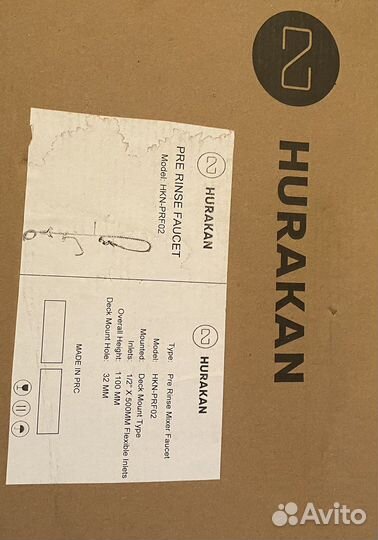 HURAKAN
HURAKAN
PRE RINSE FAUCET
Model: HKN-PRF02
HURAKAN
Type: Pre Rinse Mixer Faucet
Model: HKN-PRF02
Mounted: Deck Mount Type
Inlets: 1/2" X 500MM Flexible Inlets
Overall Height: 1100 MM
Deck Mount Hole: 32 MM
MADE IN PRC
Avito